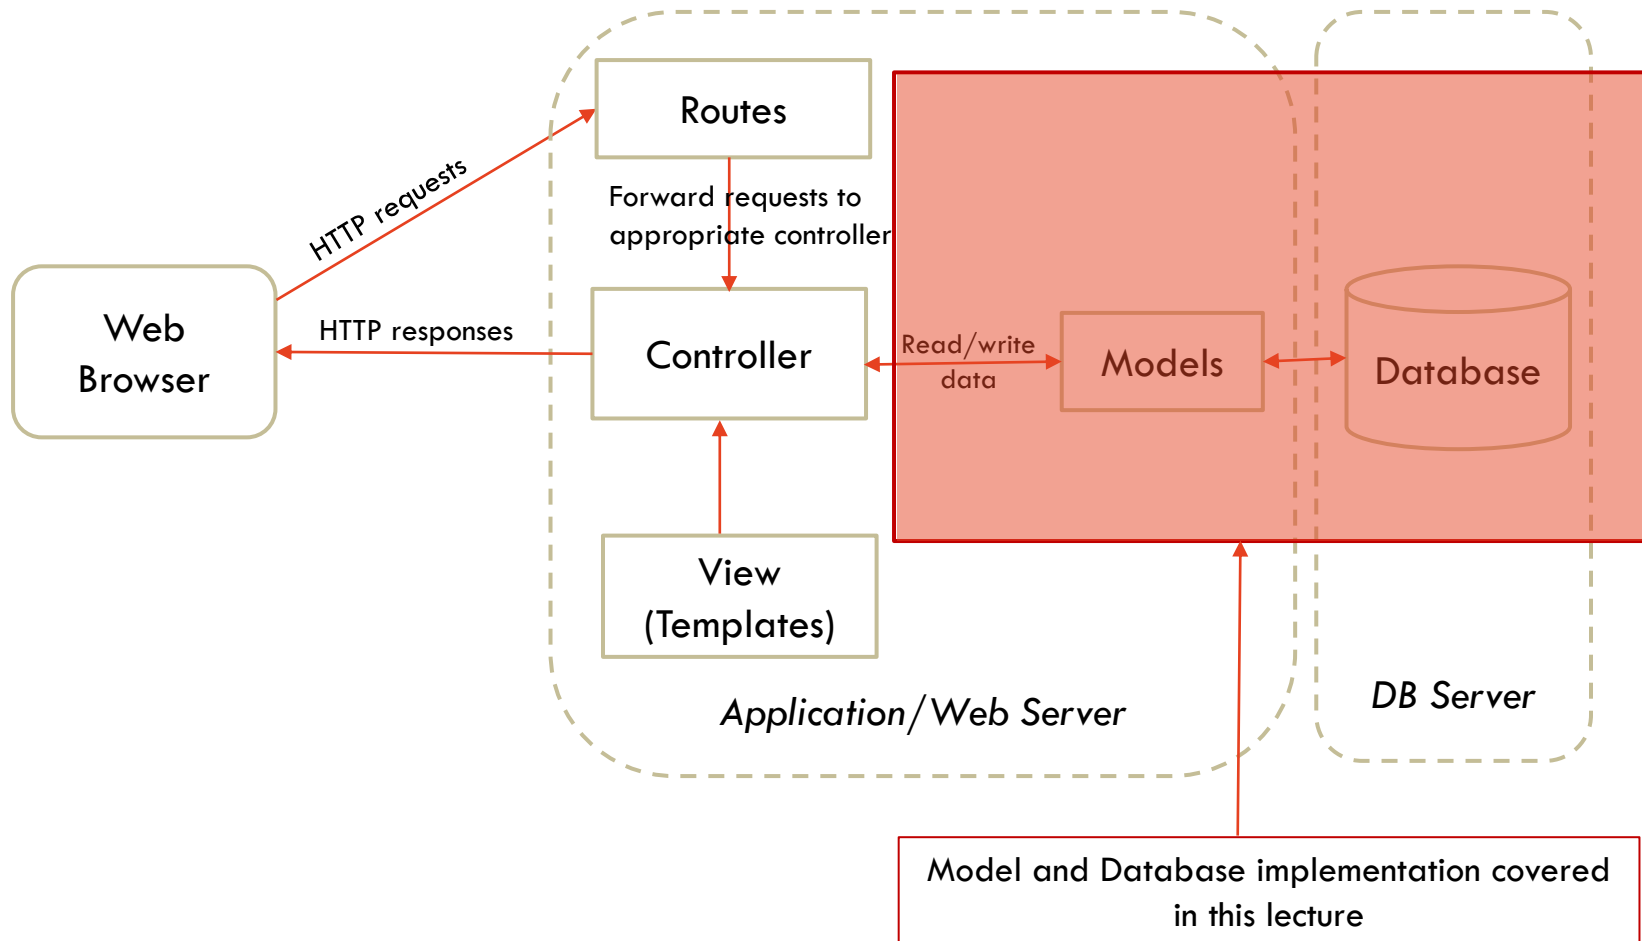 Routes
HTTP requests
Forward requests to
appropriate controller
Web
Browser
HTTP responses
Controller
Read/write
data
Models
Database
View
(Templates)
Application/Web Server
DB Server
Model and Database implementation covered
in this lecture